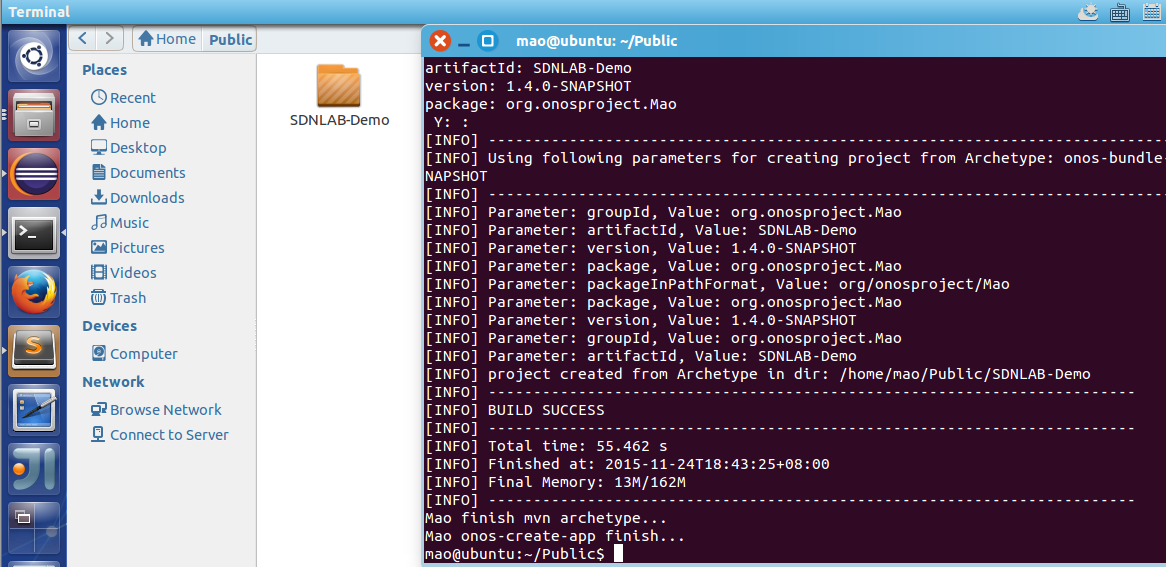 Terminal
Home
Public
Places
Recent
Home
Desktop
Documents
Downloads
Music
Pictures
Videos
Trash
Devices
Computer
Network
Browse Network
Connect to Server
SDNLAB-Demo
mao@ubuntu: ~/Public
artifactId: SDNLAB-Demo
version: 1.4.0-SNAPSHOT
package: org.onosproject.Mao
 Y: :
[INFO] ------------------------------------------------------------------
[INFO] Using following parameters for creating project from Archetype: onos-bundle-
NAPSHOT
[INFO] ------------------------------------------------------------------
[INFO] Parameter: groupId, Value: org.onosproject.Mao
[INFO] Parameter: artifactId, Value: SDNLAB-Demo
[INFO] Parameter: version, Value: 1.4.0-SNAPSHOT
[INFO] Parameter: package, Value: org.onosproject.Mao
[INFO] Parameter: packageInPathFormat, Value: org/onosproject/Mao
[INFO] Parameter: package, Value: org.onosproject.Mao
[INFO] Parameter: version, Value: 1.4.0-SNAPSHOT
[INFO] Parameter: groupId, Value: org.onosproject.Mao
[INFO] Parameter: artifactId, Value: SDNLAB-Demo
[INFO] project created from Archetype in dir: /home/mao/Public/SDNLAB-Demo
[INFO] --------------------------------------------------------------
[INFO] BUILD SUCCESS
[INFO] --------------------------------------------------------------
[INFO] Total time: 55.462 s
[INFO] Finished at: 2015-11-24T18:43:25+08:00
[INFO] Final Memory: 13M/162M
[INFO] --------------------------------------------------------------
Mao finish mvn archetype...
Mao onos-create-app finish...
mao@ubuntu:~/Public$